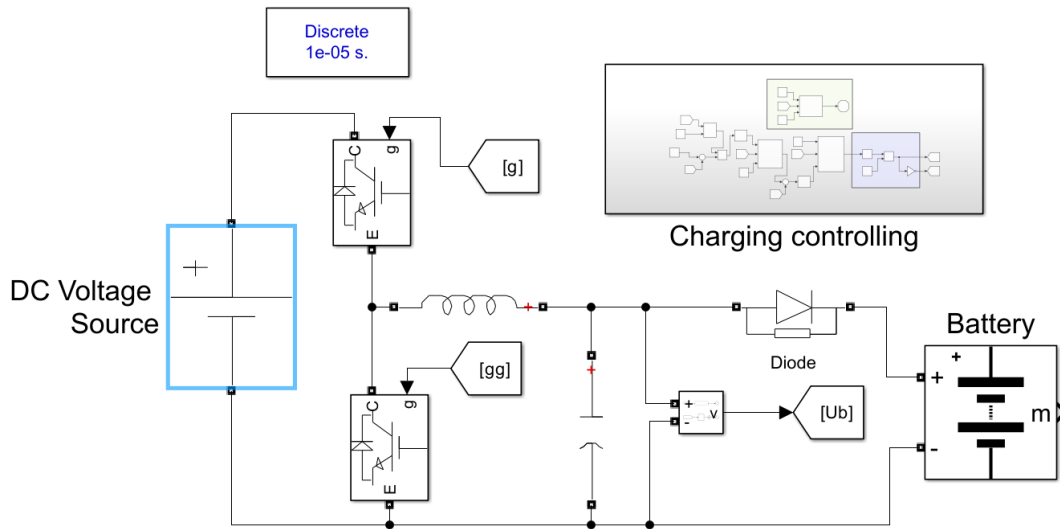 Discrete
1e-05 s.
C
g
E
[g]
Charging controlling
DC Voltage
Source
+
+
Diode
Battery
C
g
E
[gg]
+
+
-
v
[Ub]
+
+
-
m